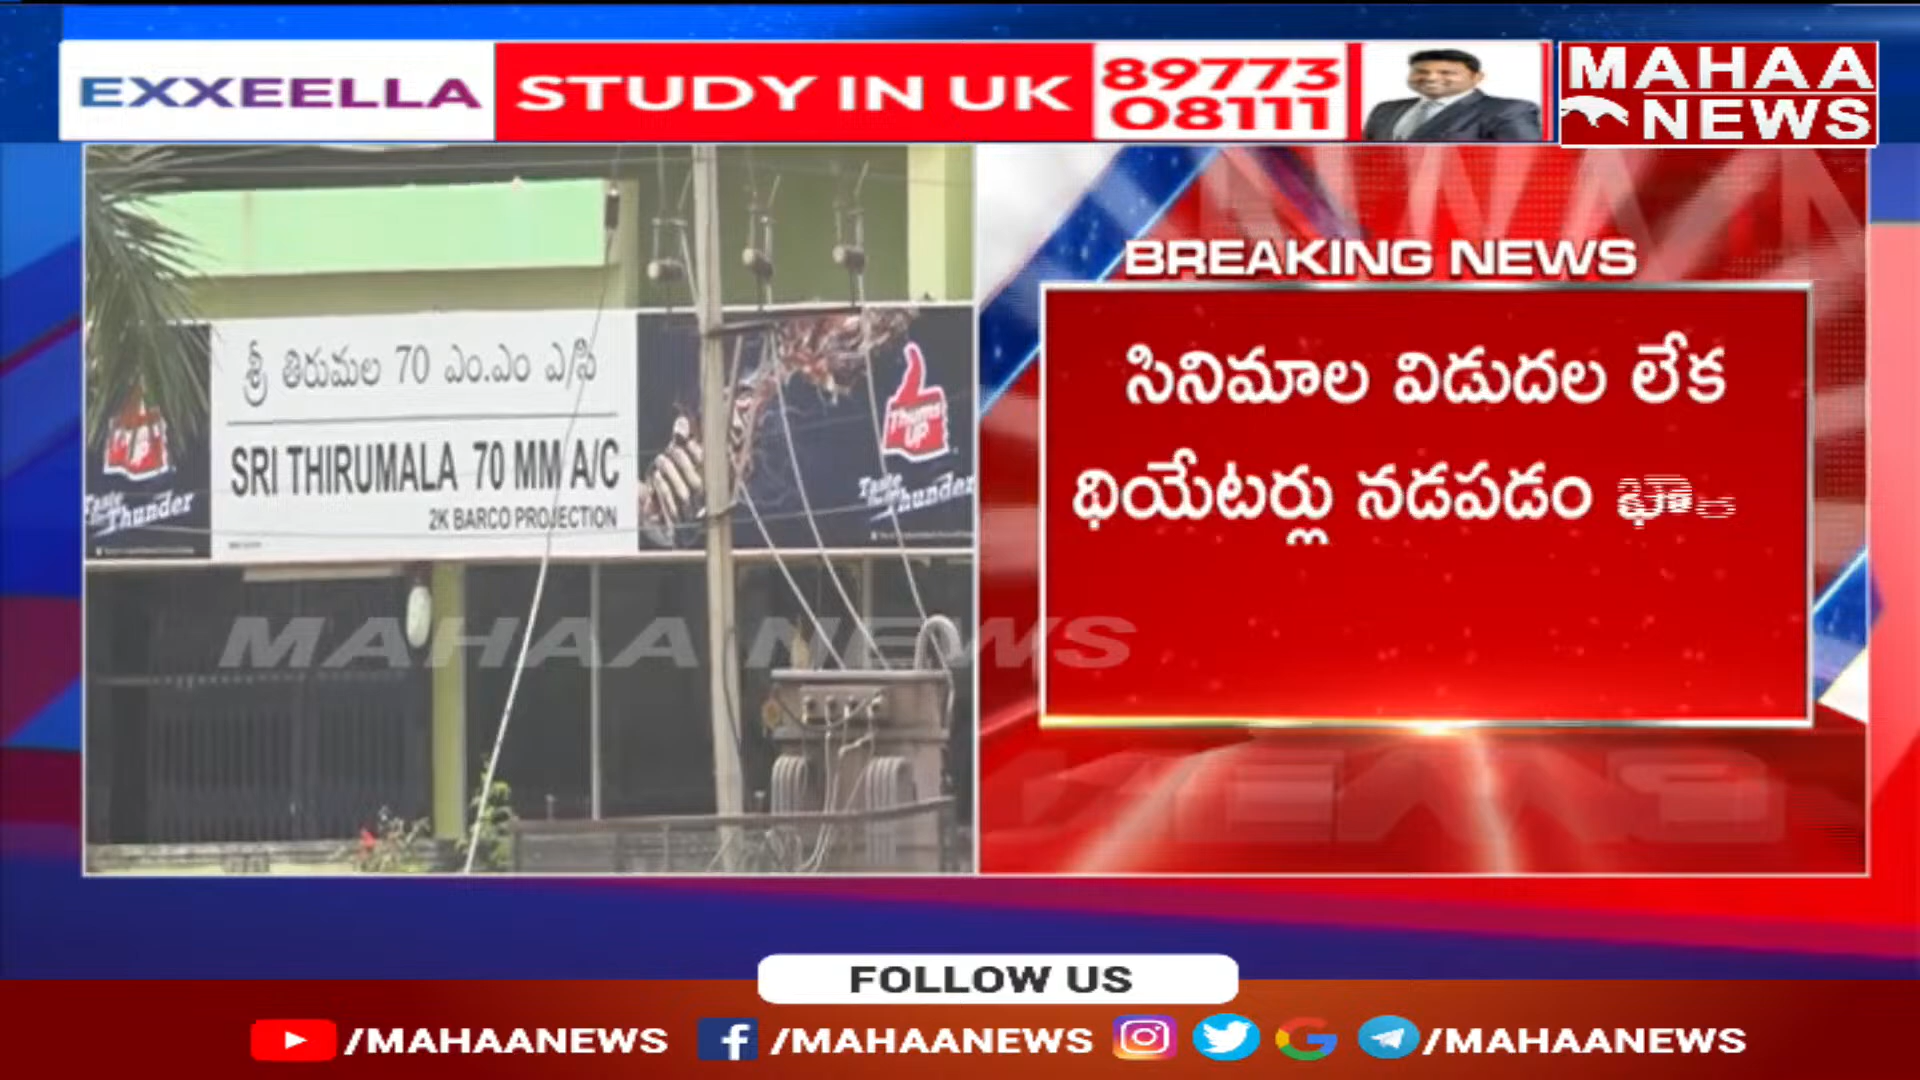 EXXEELLA
STUDY IN UK
89773
08111
MAHAA
NEWS
శ్రీ తిరుమల 70 ఎం.ఎం ఎ/సి
SRI THIRUMALA 70 MM A/C
2K BARCO PROJECTION
Thums
UP
Taste
the Thunder
Taste
the Thunder
BREAKING NEWS
సినిమాల విడుదల లేక
థియేటర్లు నడపడం
MAHAA NEWS
FOLLOW US
/MAHAANEWS
/MAHAANEWS
/MAHAANEWS